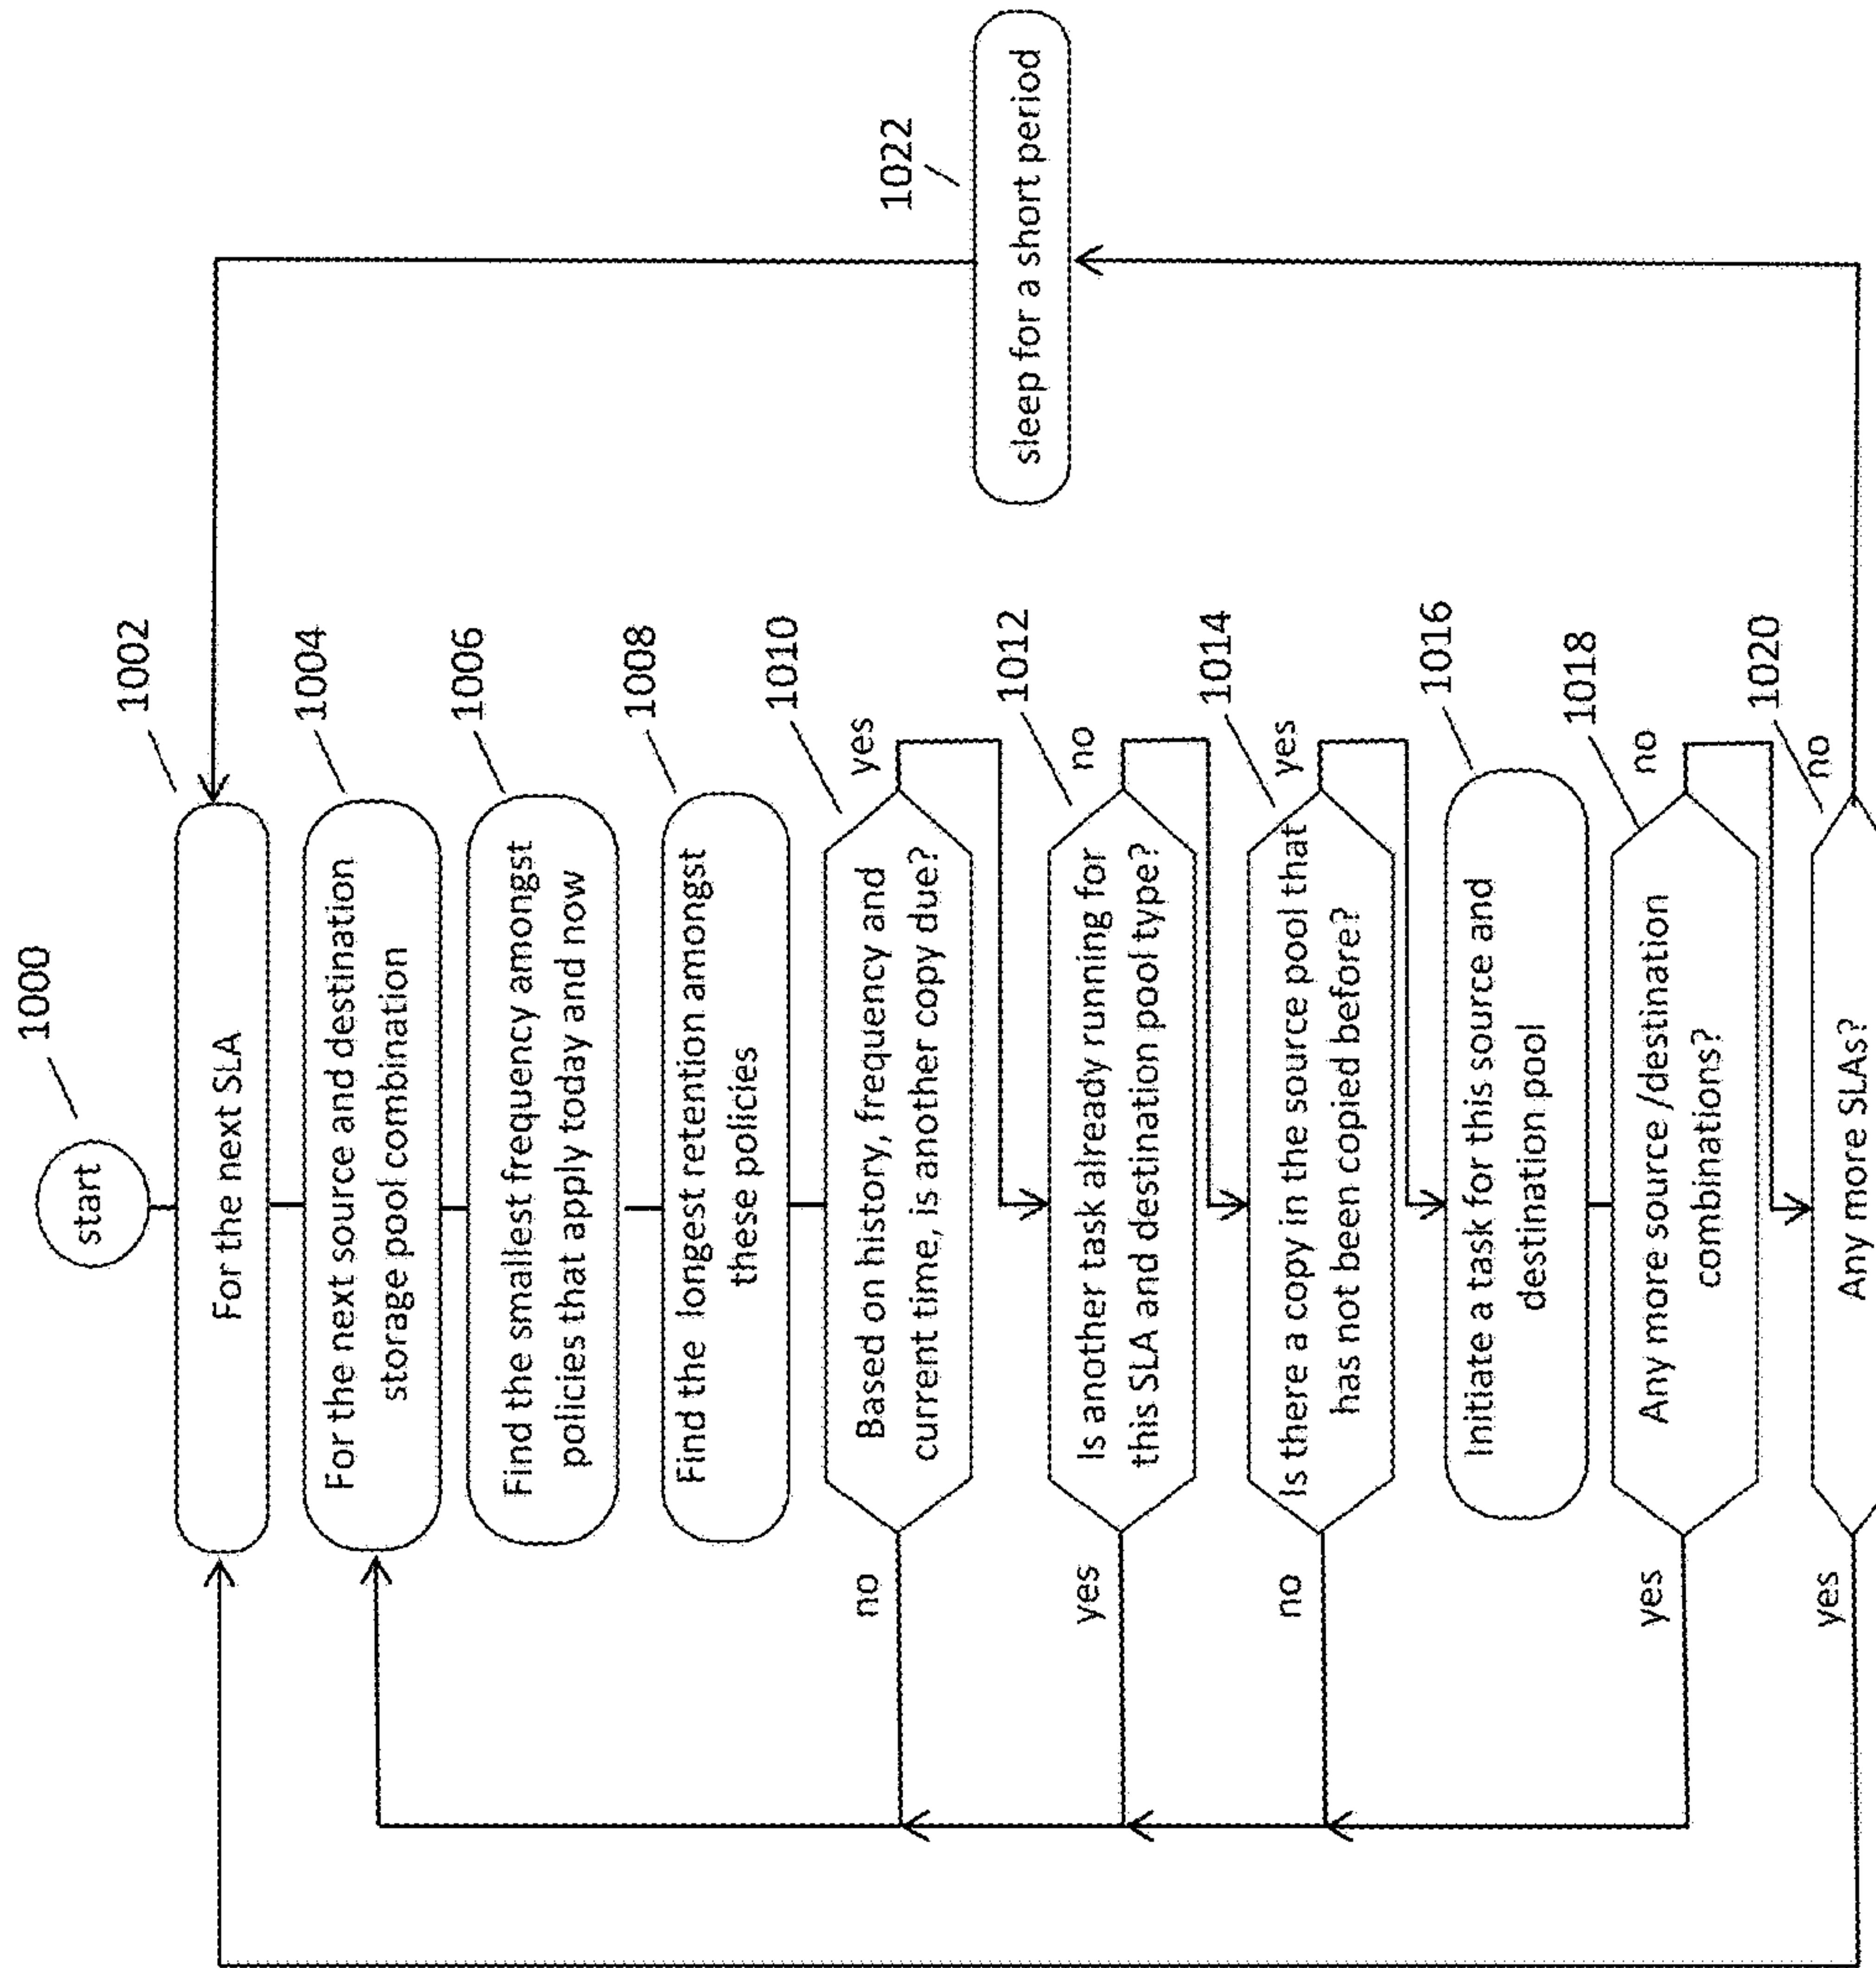 1000
start
1002
For the next SLA
1004
For the next source and destination
storage pool combination
1006
Find the smallest frequency amongst
policies that apply today and now
1008
Find the longest retention amongst
these policies
1010
Based on history, frequency and
current time, is another copy due?
no
yes
1012
Is another task already running for
this SLA and destination pool type?
yes
no
1014
Is there a copy in the source pool that
has not been copied before?
no
yes
1016
Initiate a task for this source and
destination pool
1018
Any more source /destination
combinations?
yes
no
1020
Any more SLAs?
yes
no
1022
sleep for a short period